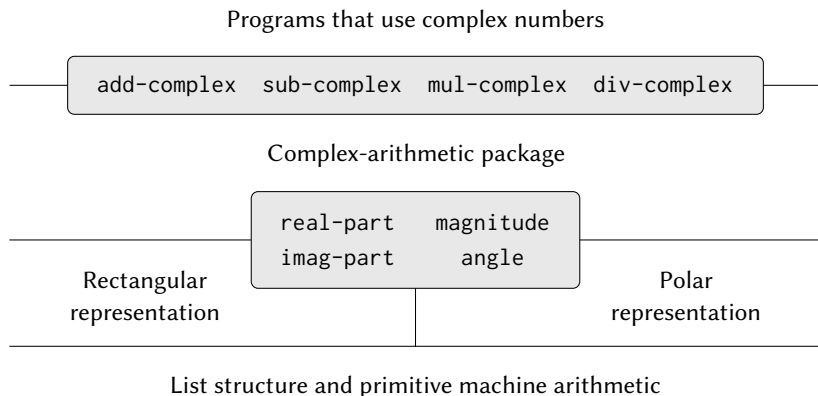 Programs that use complex numbers
add-complex sub-complex mul-complex div-complex
Complex-arithmetic package
real-part magnitude
imag-part angle
Rectangular
representation
Polar
representation
List structure and primitive machine arithmetic